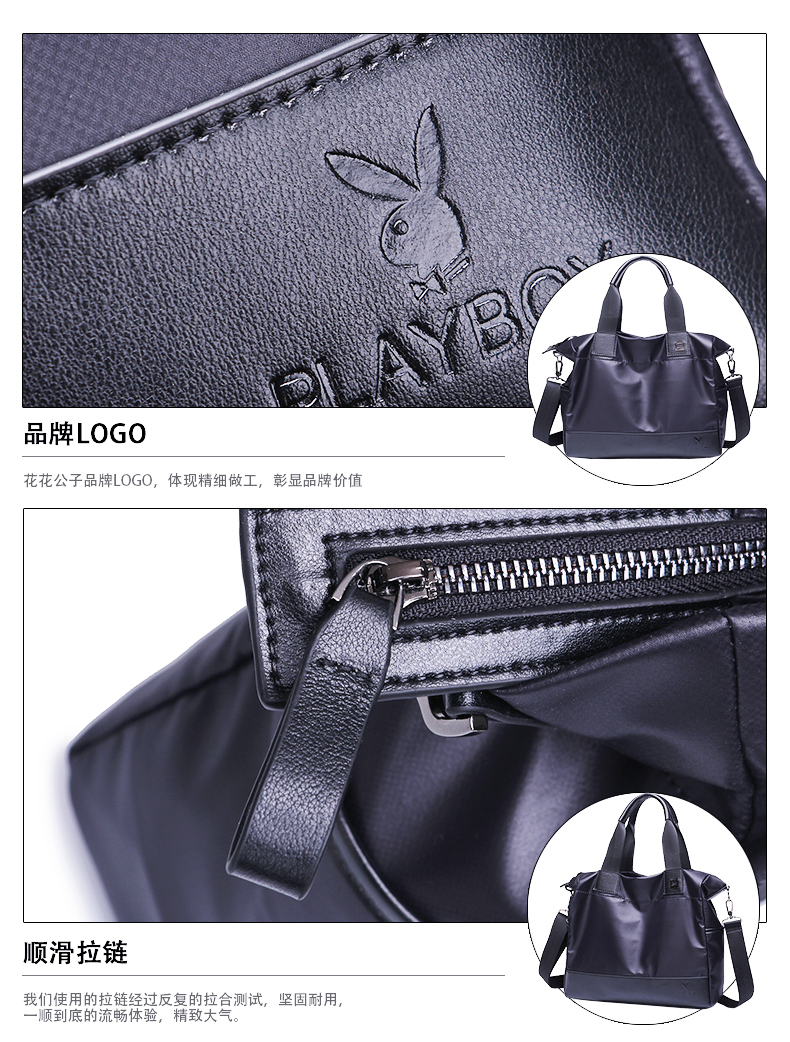 PLAYBOY
品牌LOGO
花花公子品牌LOGO，体现精细做工，彰显品牌价值
顺滑拉链
我们使用的拉链经过反复的拉合测试，坚固耐用，
一顺到底的流畅体验，精致大气。